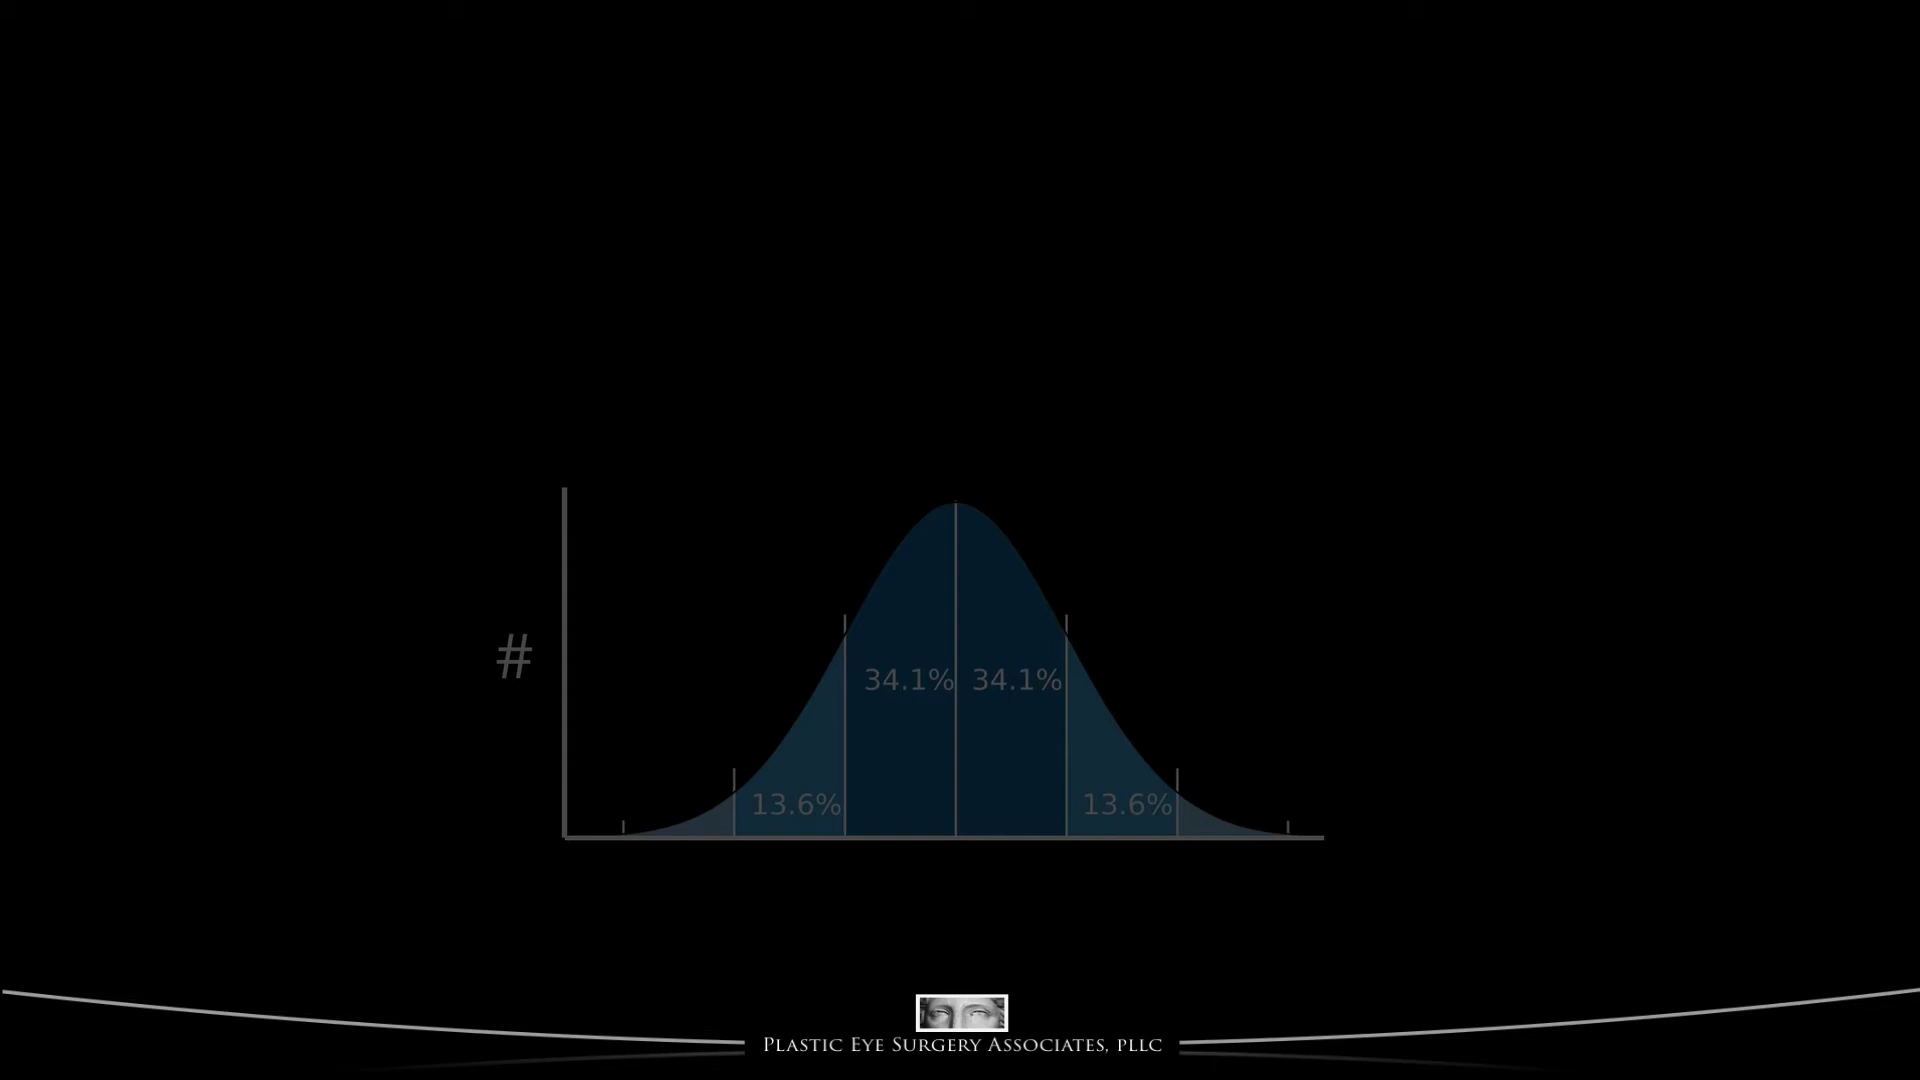 #
34.1% 34.1%
13.6% 13.6%
Plastic Eye Surgery Associates, pllc